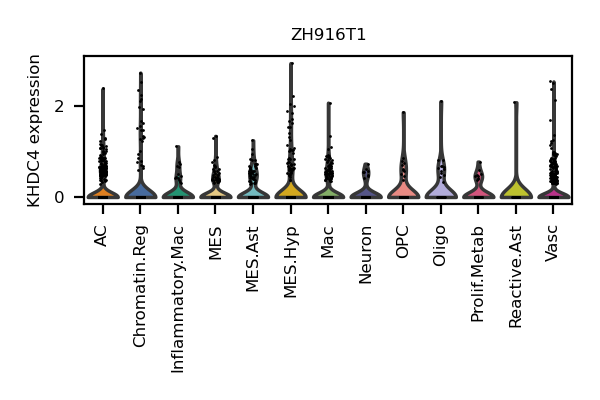 ZH916T1
KHDC4 expression
2
0
AC
Chromatin.Reg
Inflammatory.Mac
MES
MES.Ast
MES.Hyp
Mac
Neuron
OPC
Oligo
Prolif.Metab
Reactive.Ast
Vasc